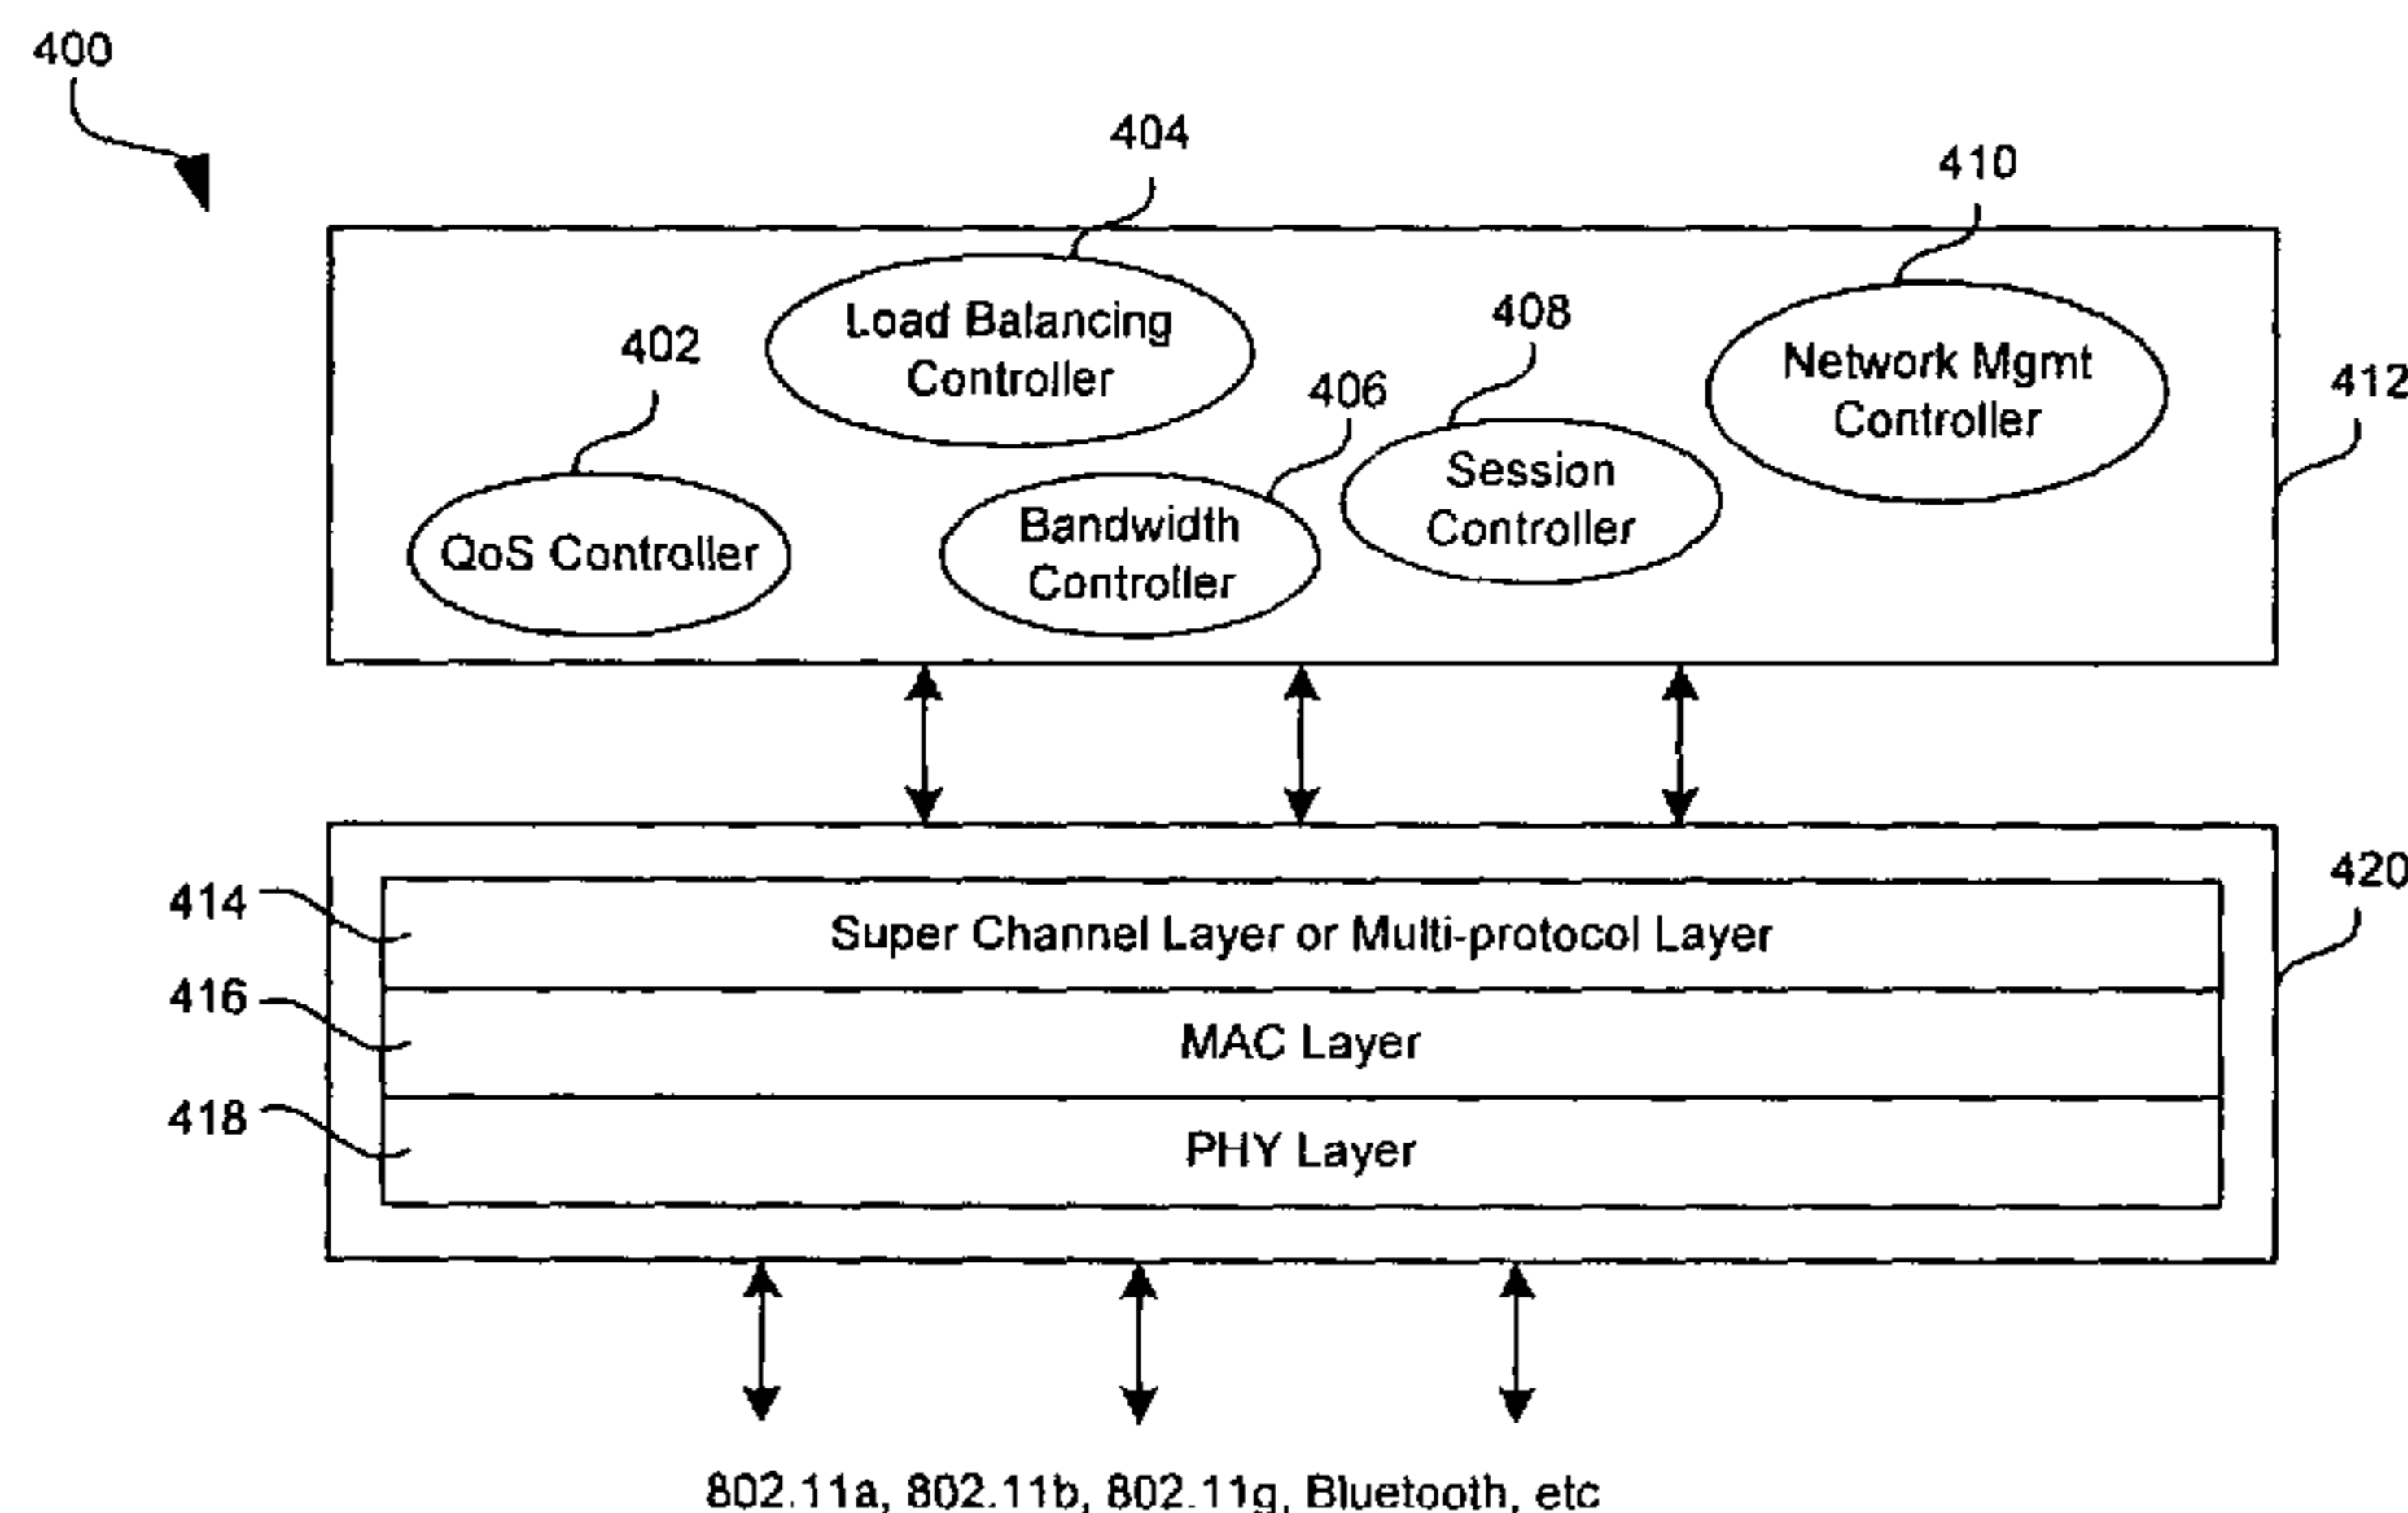 400
404
410
Load Balancing
Controller
408
402
Network Mgmt
Controller
412
406
Session
Controller
QoS Controller
Bandwidth
Controller
420
414
Super Channel Layer or Multi-protocol Layer
416
MAC Layer
418
PHY Layer
802.11a, 802.11b, 802.11g, Bluetooth, etc